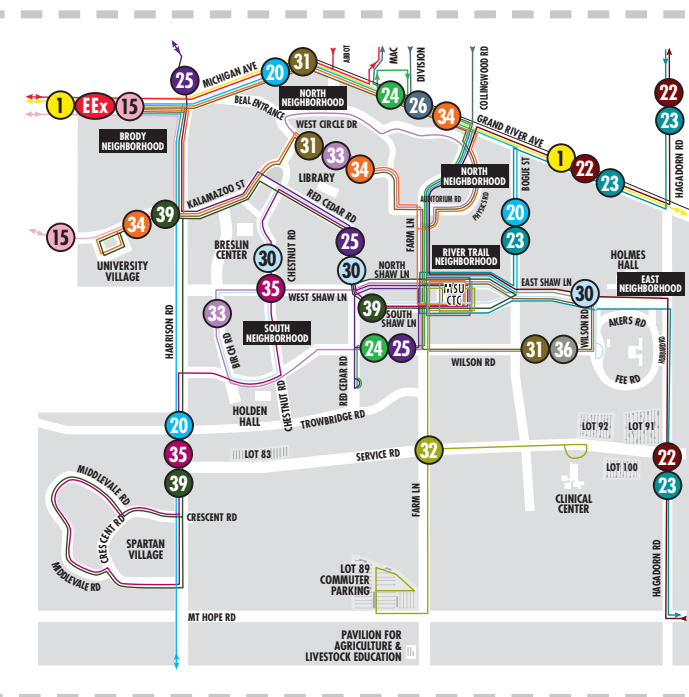 ABBOT
MAC
DIVISION
COLLINGWOOD RD
31
25
MICHIGAN AVE
20
22
1
EEx
15
24
26
34
NORTH
NEIGHBORHOOD
BEAL ENTRANCE
GRAND RIVER AVE
23
HAGADORN RD
BRODY
NEIGHBORHOOD
WEST CIRCLE DR
31
33
34
LIBRARY
NORTH
NEIGHBORHOOD
1
22
23
BOGUE ST
KALAMAZOO ST
RED CEDAR RD
AUDITORIUM RD
PHYSICS RD
39
34
15
UNIVERSITY
VILLAGE
BRESLIN
CENTER
30
CHESTNUT RD
25
30
FARM LN
20
23
NORTH
SHAW LN
RIVER TRAIL
NEIGHBORHOOD
HOLMES
HALL
EAST
NEIGHBORHOOD
35
WEST SHAW LN
MSU
CTC
EAST SHAW LN
30
33
39
SOUTH
SHAW LN
SOUTH
NEIGHBORHOOD
HARRISON RD
BIRCH RD
WILSON RD
AKERS RD
24
25
WILSON RD
31
36
FEE RD
RED CEDAR RD
CHESTNUT RD
HOLDEN
HALL
TROWBRIDGE RD
20
35
39
LOT 83
SERVICE RD
32
LOT 92
LOT 91
LOT 100
22
23
MIDDLEVALE RD
CRESCENT RD
CRESCENT RD
SPARTAN
VILLAGE
MIDDLEVALE RD
FARM LN
CLINICAL
CENTER
HAGADORN RD
LOT 89
COMMUTER
PARKING
MT HOPE RD
PAVILION FOR
AGRICULTURE &
LIVESTOCK EDUCATION